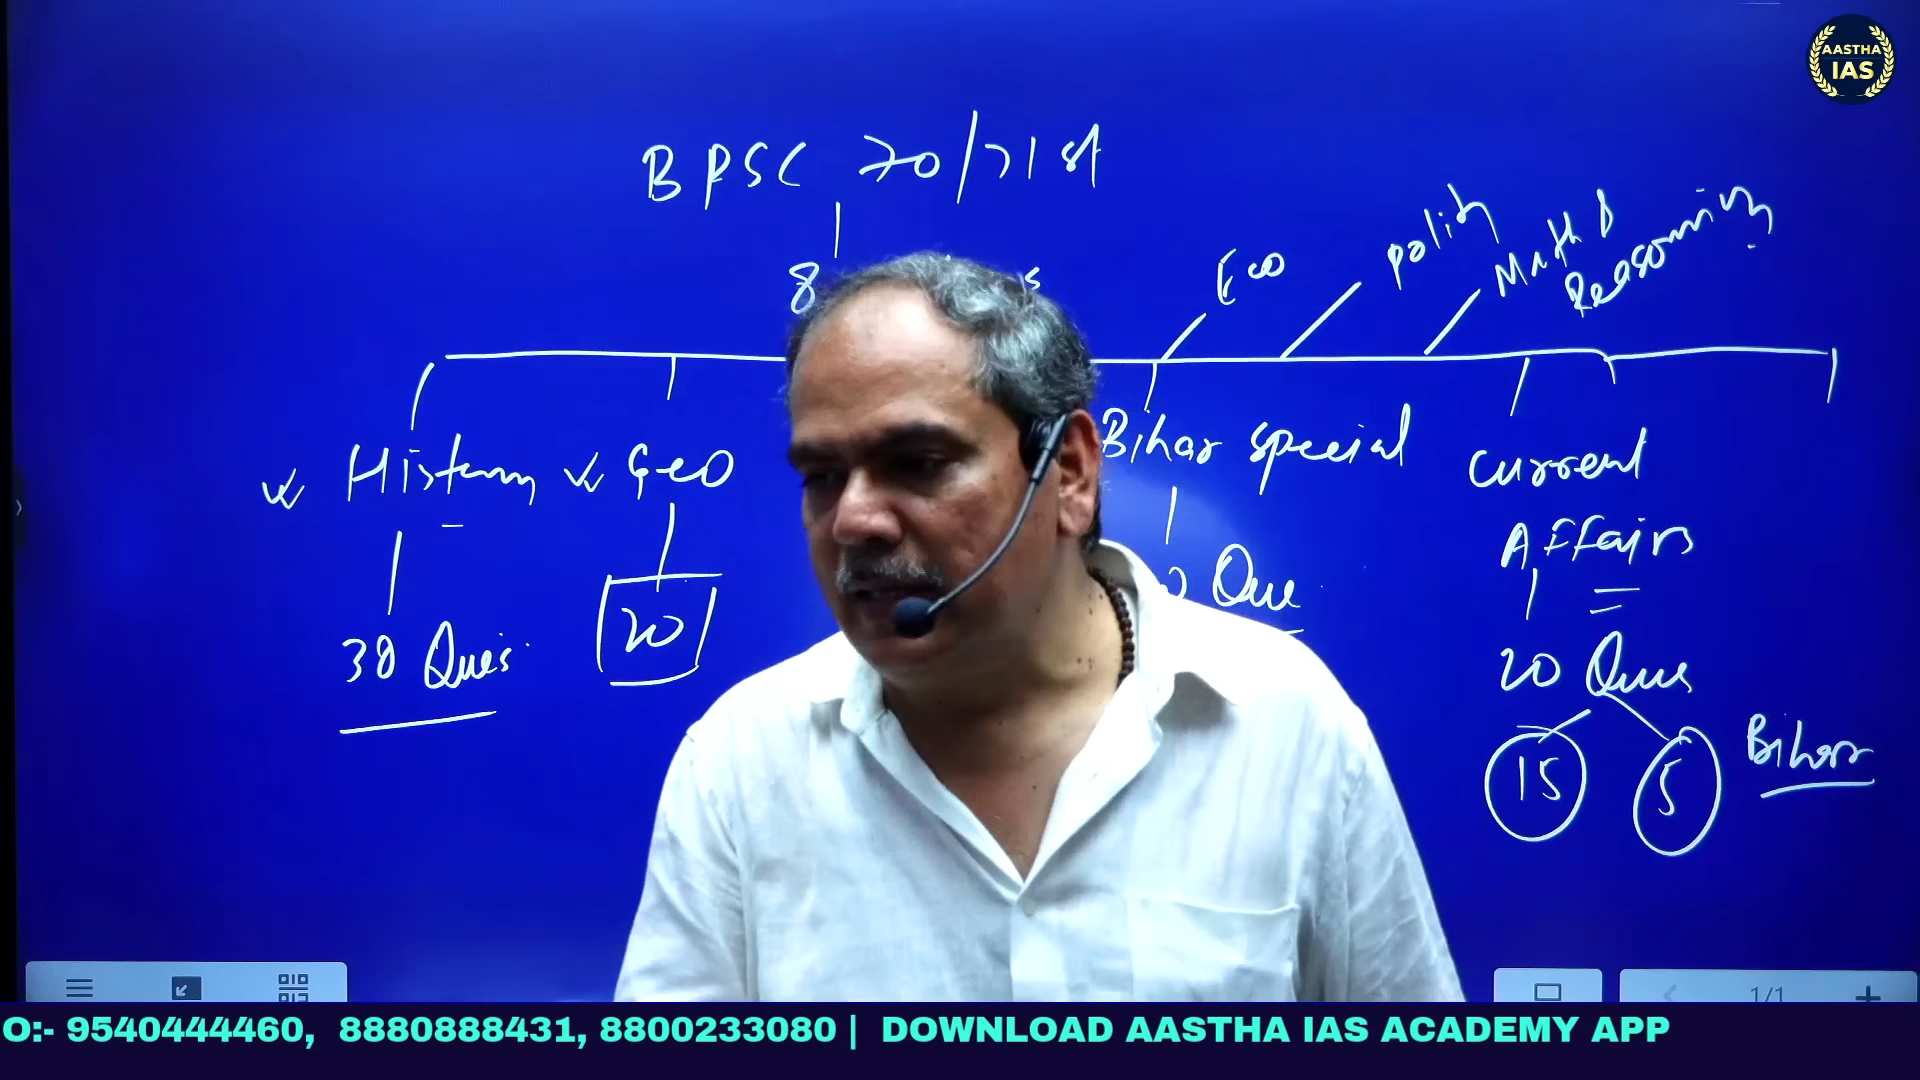 AASTHA
IAS
BPSC 70/71st
8
Eco
polity
Math &
Reasoning
History
Geo
Bihar special
Current
Affairs
30 Ques.
20
Que
20 Ques
15
5
Bihar
1/1
O:- 9540444460, 8880888431, 8800233080 | DOWNLOAD AASTHA IAS ACADEMY APP